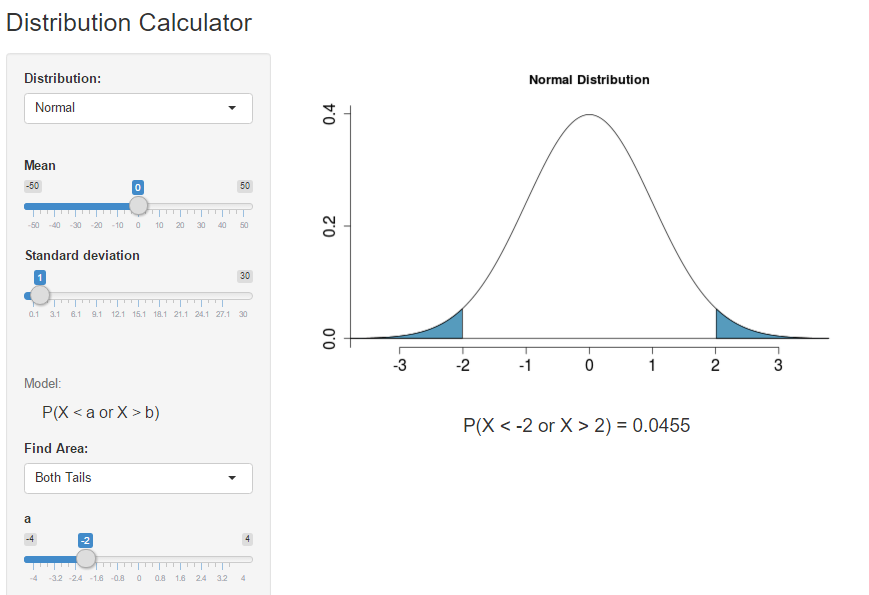 Distribution Calculator
Distribution:
Normal
Mean
-50 0 50
-50 -40 -30 -20 -10 0 10 20 30 40 50
Standard deviation
1 30
0.1 3.1 6.1 9.1 12.1 15.1 18.1 21.1 24.1 27.1 30
Model:
P(X < a or X > b)
Find Area:
Both Tails
a
-4 -2 4
-4 -3.2 -2.4 -1.6 -0.8 0 0.8 1.6 2.4 3.2 4
Normal Distribution
0.4
0.2
0.0
-3 -2 -1 0 1 2 3
P(X < -2 or X > 2) = 0.0455